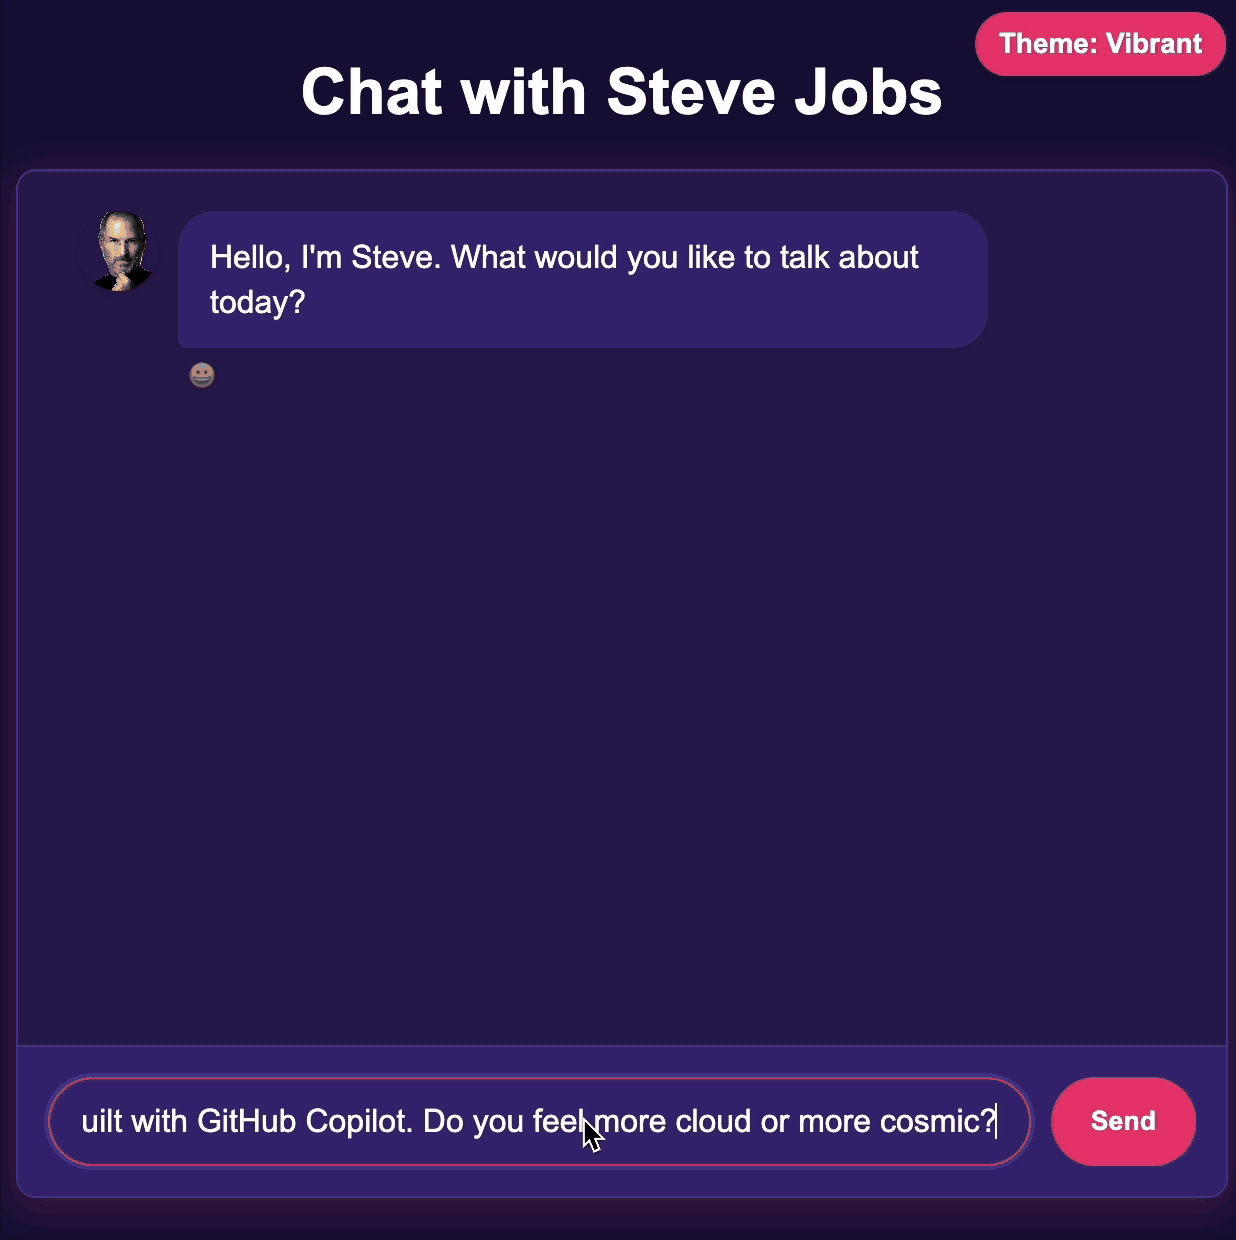 Theme: Vibrant
Chat with Steve Jobs
Hello, I'm Steve. What would you like to talk about
today?
uilt with GitHub Copilot. Do you feel more cloud or more cosmic?
Send